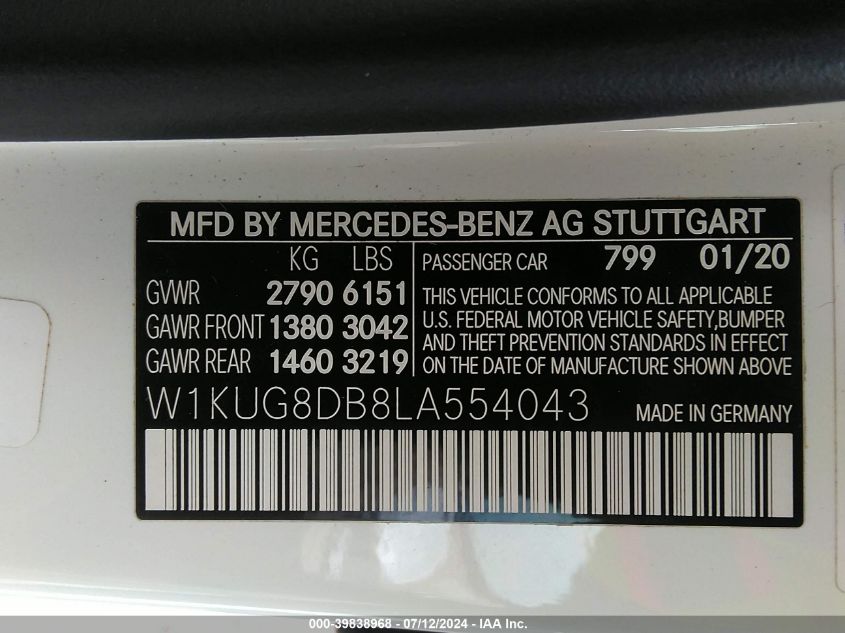 MFD BY MERCEDES-BENZ AG STUTTGART
KG LBS
GVWR 2790 6151
GAWR FRONT 1380 3042
GAWR REAR 1460 3219
PASSENGER CAR 799 01/20
THIS VEHICLE CONFORMS TO ALL APPLICABLE
U.S. FEDERAL MOTOR VEHICLE SAFETY,BUMPER
AND THEFT PREVENTION STANDARDS IN EFFECT
ON THE DATE OF MANUFACTURE SHOWN ABOVE
W1KUG8DB8LA554043 MADE IN GERMANY
000-39838968 - 07/12/2024 - IAA Inc.